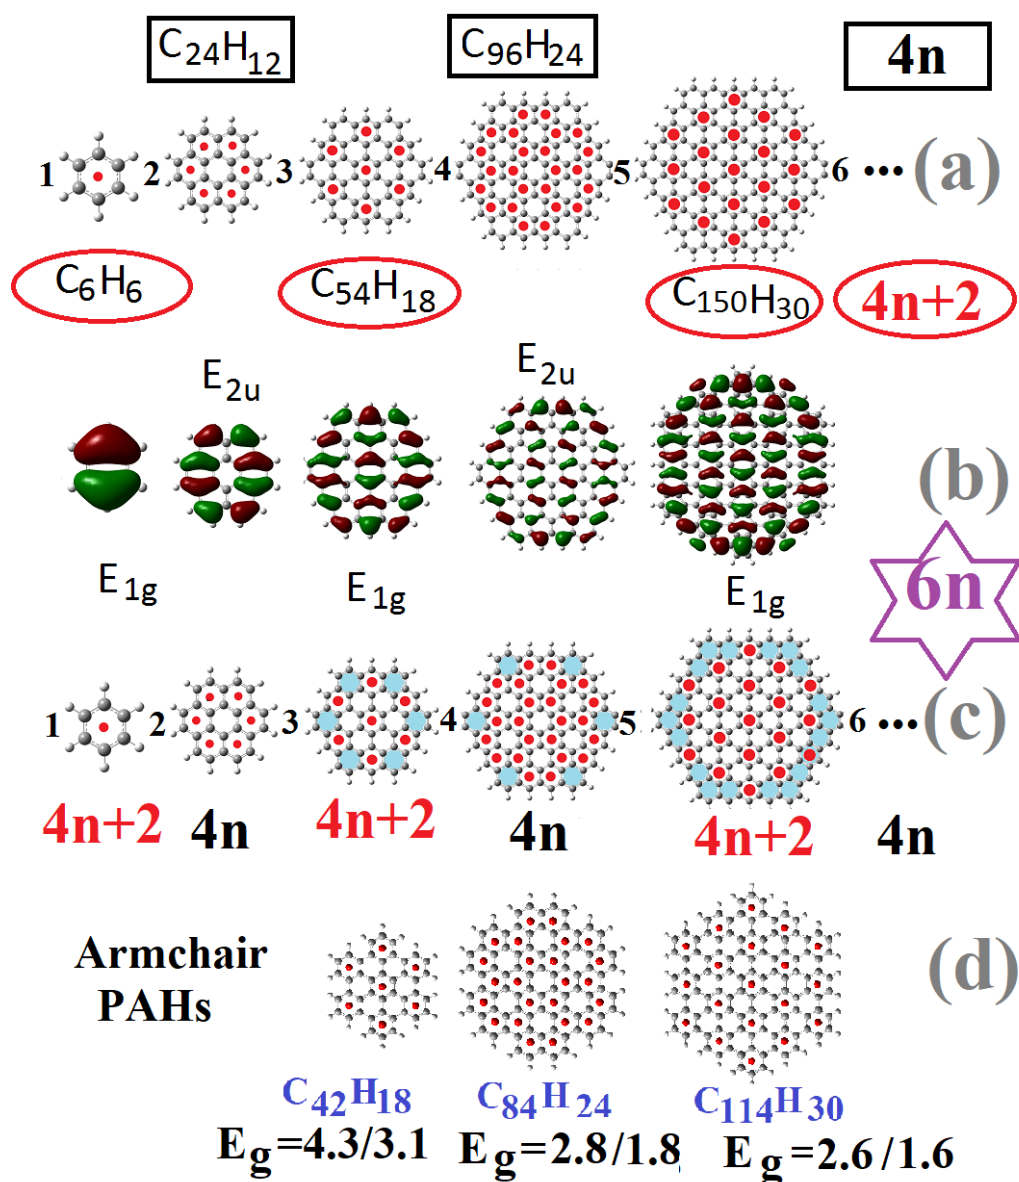 C24H12 C96H24 4n
1 2 3 4 5 6 ... (a)
C6H6 C54H18 C150H30 4n+2
E2u E2u
(b)
E1g E1g E1g
6n
1 2 3 4 5 6 ... (c)
4n+2 4n 4n+2 4n 4n+2 4n
Armchair
PAHs
(d)
C42H18 C84H24 C114H30
Eg=4.3/3.1 Eg=2.8/1.8 Eg=2.6/1.6